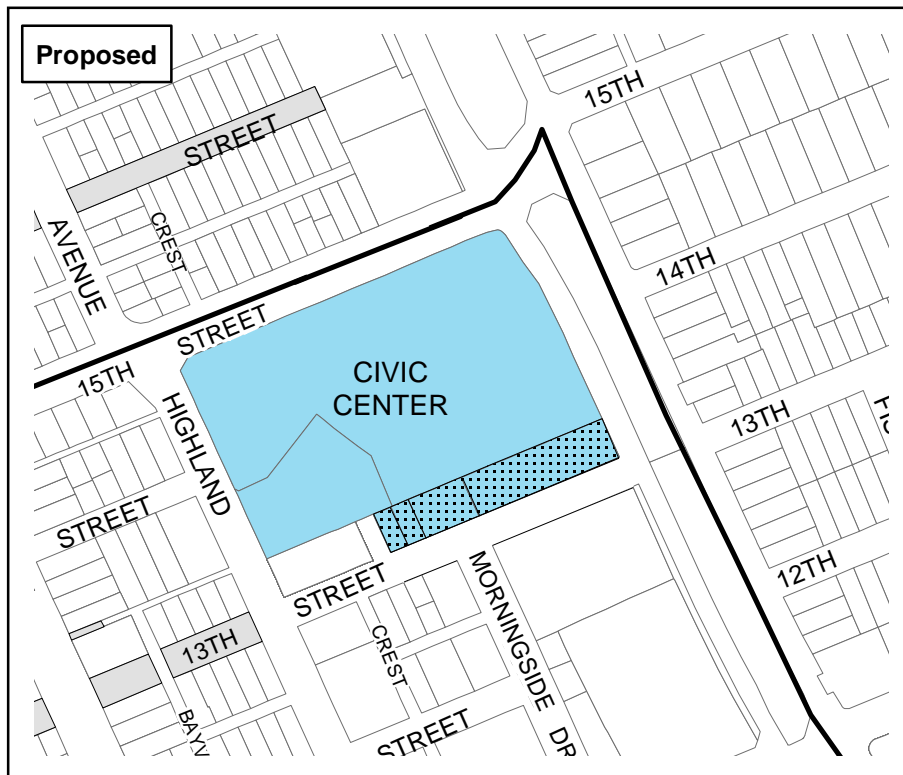 Proposed
STREET
15TH
AVENUE
CREST
14TH
STREET
CIVIC
CENTER
15TH
HIGHLAND
13TH
STREET
MORNINGSIDE DR
STREET
12TH
13TH
CREST
BAYV
STREET